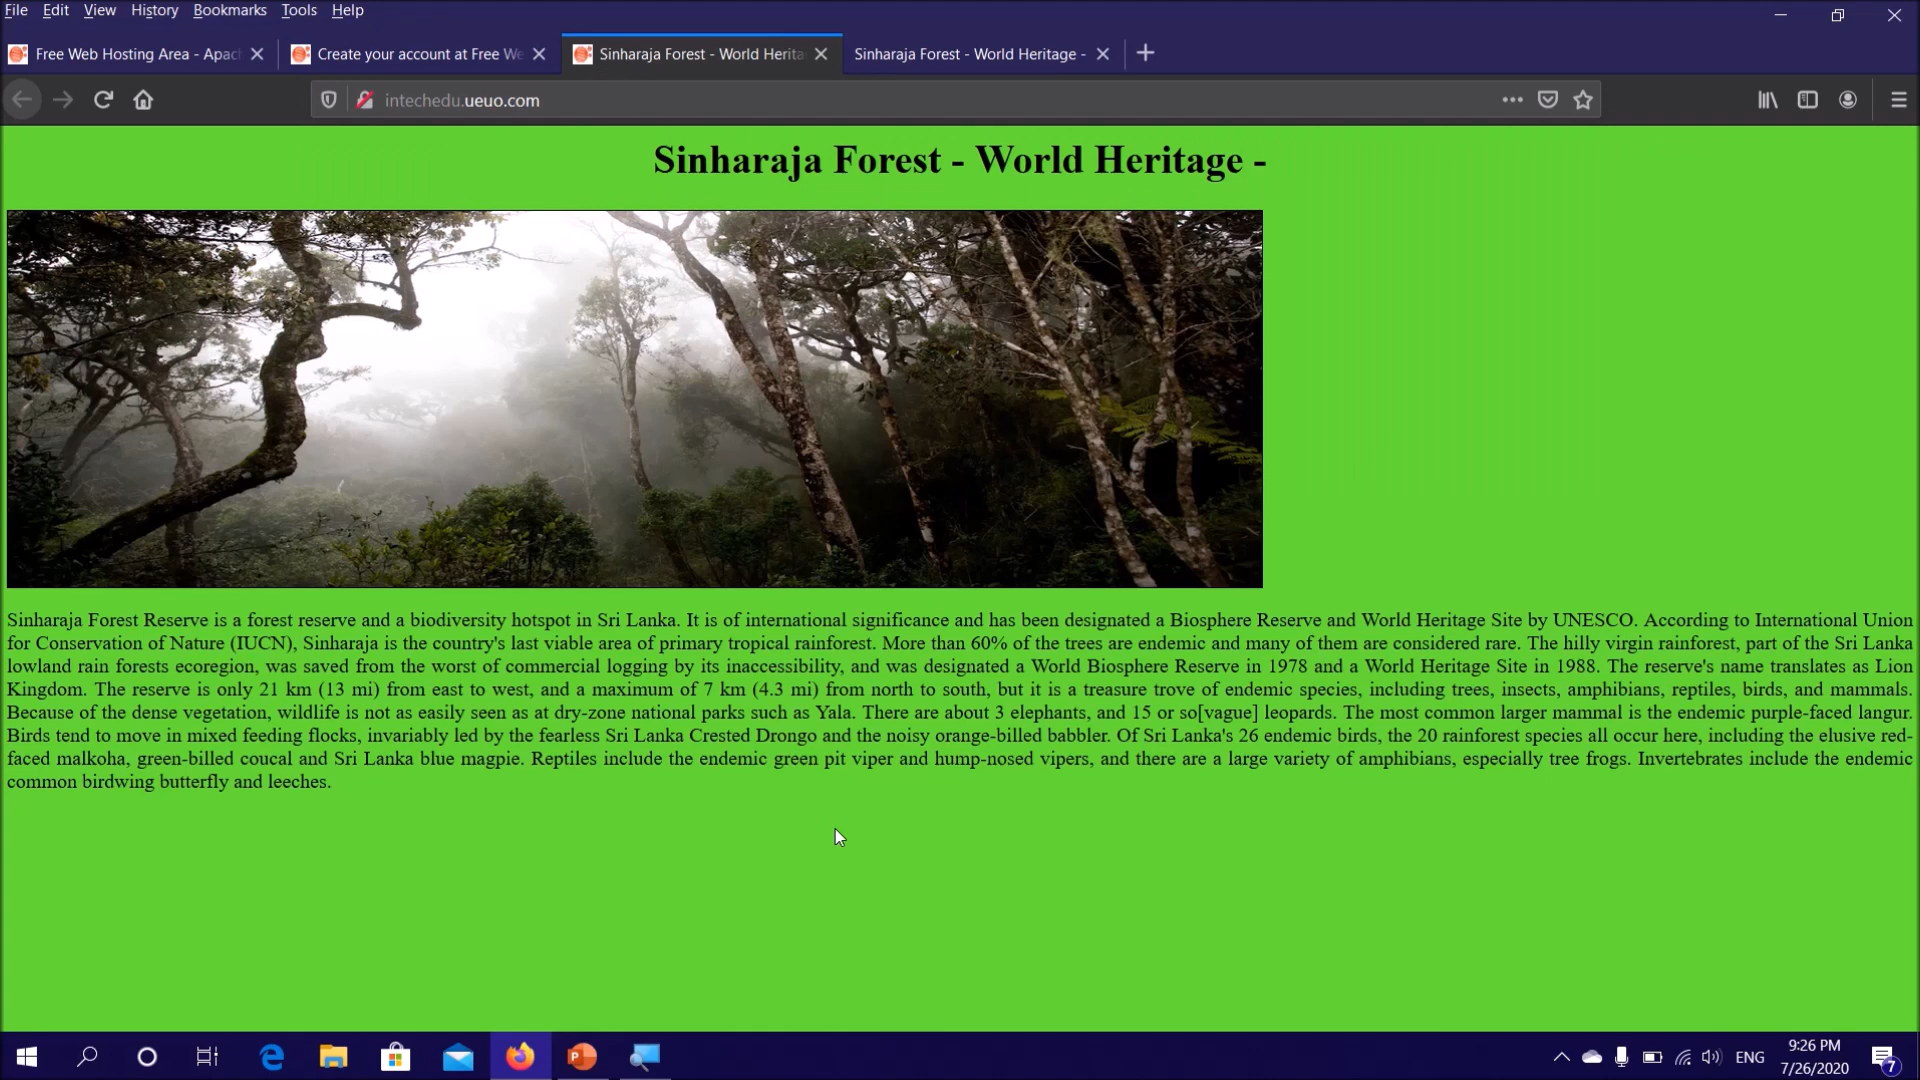 File Edit View History Bookmarks Tools Help
Free Web Hosting Area - Apac
Create your account at Free We
Sinharaja Forest - World Herita
Sinharaja Forest - World Heritage -
intechedu.ueuo.com
Sinharaja Forest - World Heritage -
Sinharaja Forest Reserve is a forest reserve and a biodiversity hotspot in Sri Lanka. It is of international significance and has been designated a Biosphere Reserve and World Heritage Site by UNESCO. According to International Union
for Conservation of Nature (IUCN), Sinharaja is the country's last viable area of primary tropical rainforest. More than 60% of the trees are endemic and many of them are considered rare. The hilly virgin rainforest, part of the Sri Lanka
lowland rain forests ecoregion, was saved from the worst of commercial logging by its inaccessibility, and was designated a World Biosphere Reserve in 1978 and a World Heritage Site in 1988. The reserve's name translates as Lion
Kingdom. The reserve is only 21 km (13 mi) from east to west, and a maximum of 7 km (4.3 mi) from north to south, but it is a treasure trove of endemic species, including trees, insects, amphibians, reptiles, birds, and mammals.
Because of the dense vegetation, wildlife is not as easily seen as at dry-zone national parks such as Yala. There are about 3 elephants, and 15 or so[vague] leopards. The most common larger mammal is the endemic purple-faced langur.
Birds tend to move in mixed feeding flocks, invariably led by the fearless Sri Lanka Crested Drongo and the noisy orange-billed babbler. Of Sri Lanka's 26 endemic birds, the 20 rainforest species all occur here, including the elusive red-
faced malkoha, green-billed coucal and Sri Lanka blue magpie. Reptiles include the endemic green pit viper and hump-nosed vipers, and there are a large variety of amphibians, especially tree frogs. Invertebrates include the endemic
common birdwing butterfly and leeches.
ENG
9:26 PM
7/26/2020
7